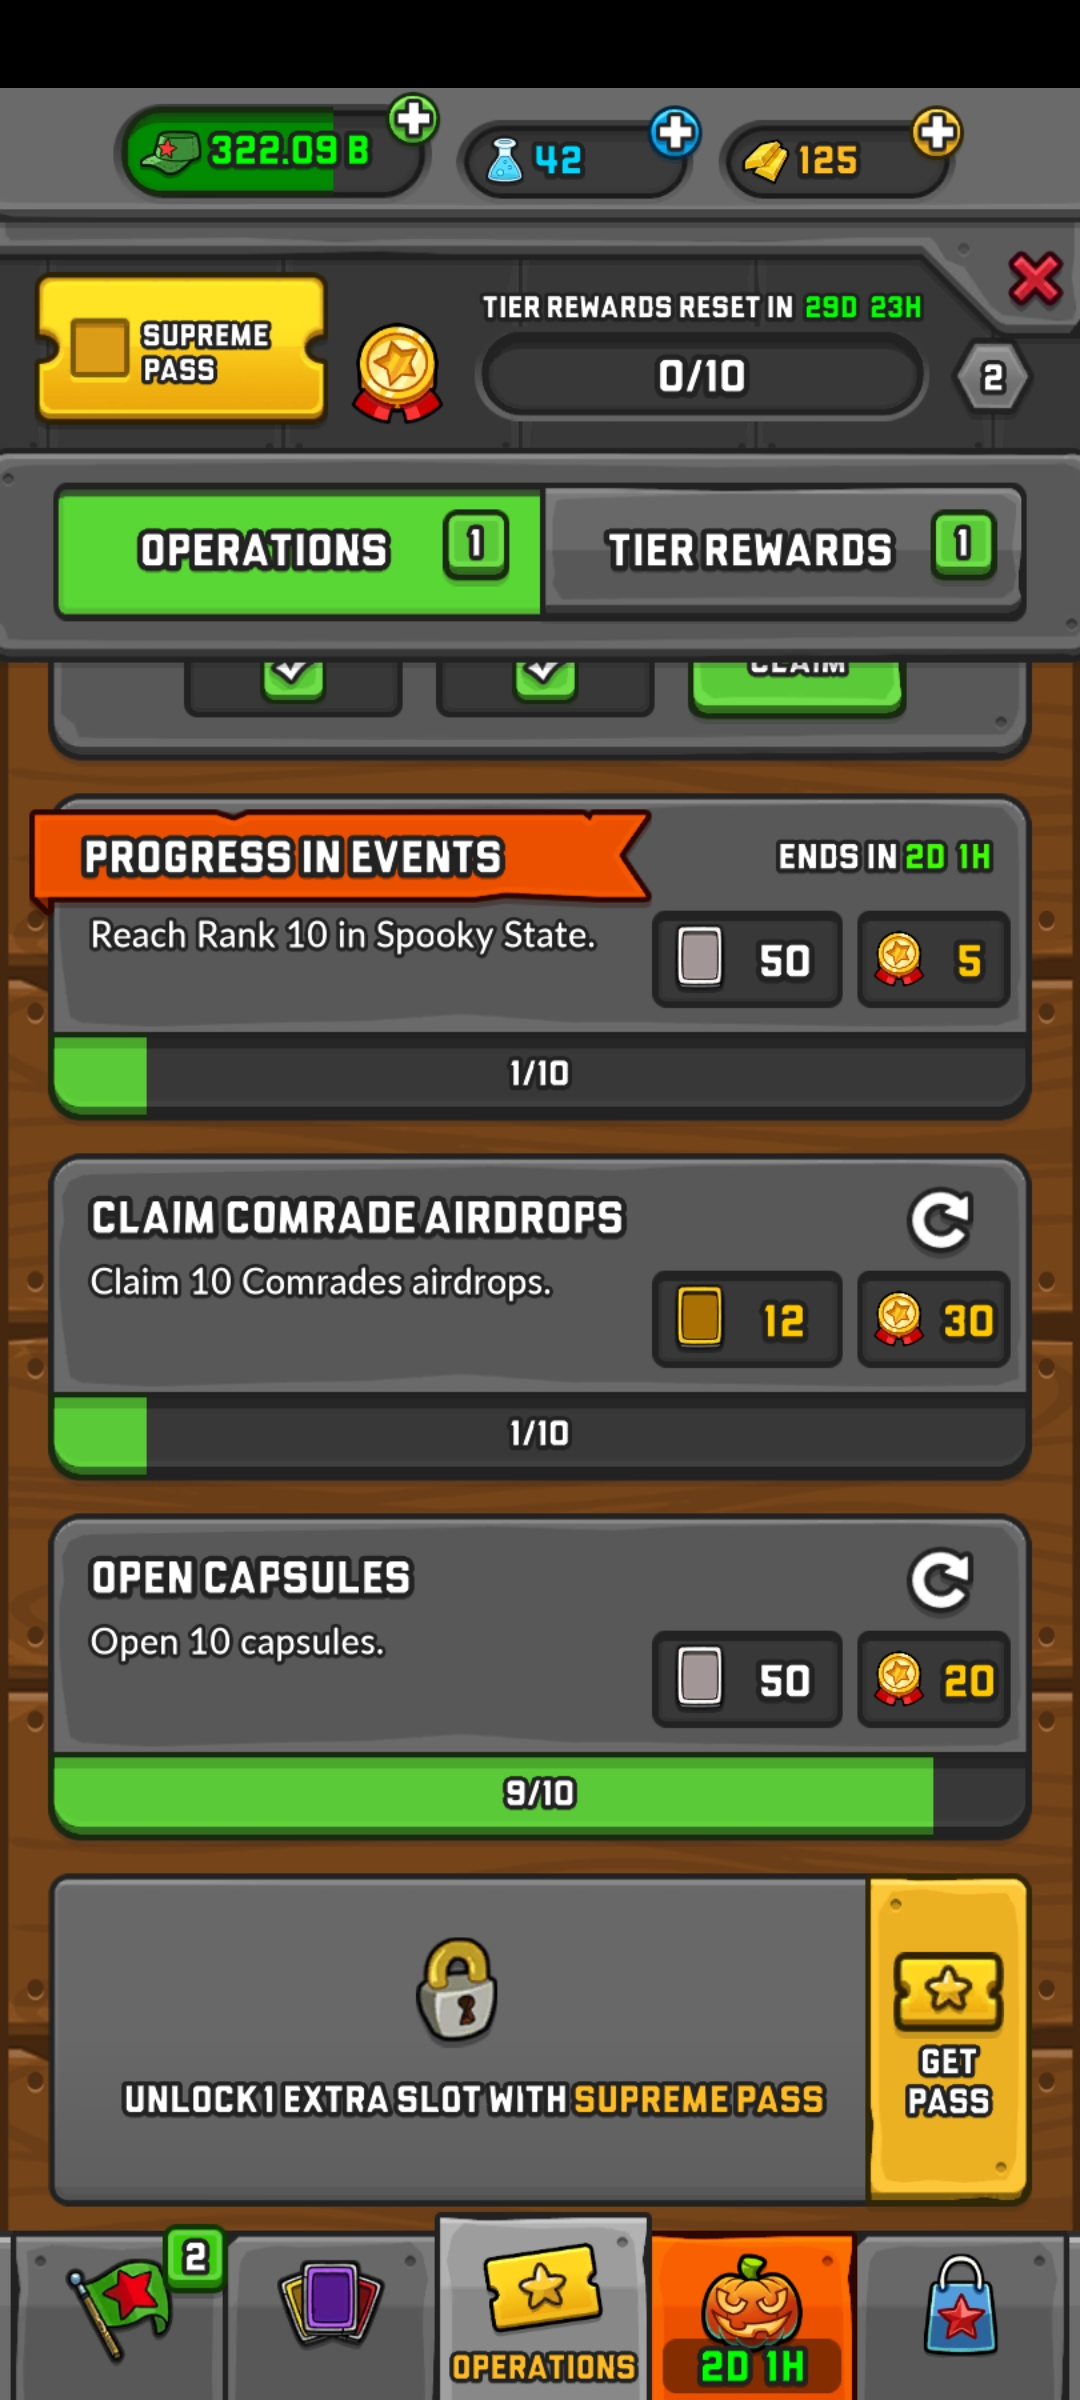 322.09 B
42
125
SUPREME
PASS
TIER REWARDS RESET IN 29D 23H
0/10
2
OPERATIONS 1
TIER REWARDS 1
CLAIM
PROGRESS IN EVENTS
ENDS IN 2D 1H
Reach Rank 10 in Spooky State.
50
5
1/10
CLAIM COMRADE AIRDROPS
Claim 10 Comrades airdrops.
12
30
1/10
OPEN CAPSULES
Open 10 capsules.
50
20
9/10
UNLOCK 1 EXTRA SLOT WITH SUPREME PASS
GET
PASS
2
OPERATIONS
2D 1H